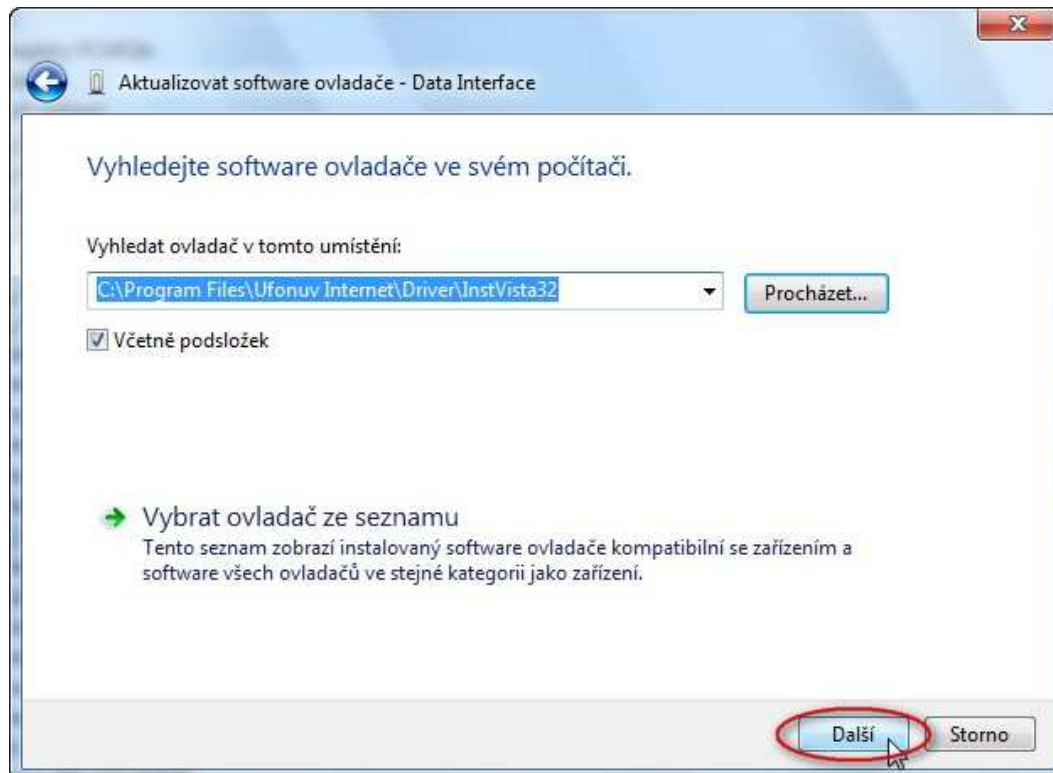 Aktualizovat software ovladače - Data Interface
Vyhledejte software ovladače ve svém počítači.
Vyhledat ovladač v tomto umístění:
C:\Program Files\Ufonuv Internet\Driver\InstVista32
Procházet...
Včetně podsložek
Vybrat ovladač ze seznamu
Tento seznam zobrazí instalovaný software ovladače kompatibilní se zařízením a
software všech ovladačů ve stejné kategorii jako zařízení.
Další
Storno